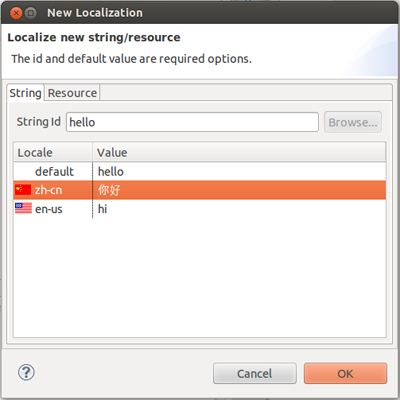 New Localization
Localize new string/resource
The id and default value are required options.
String Resource
String Id hello Browse...
Locale Value
default hello
zh-cn 你好
en-us hi
? Cancel OK